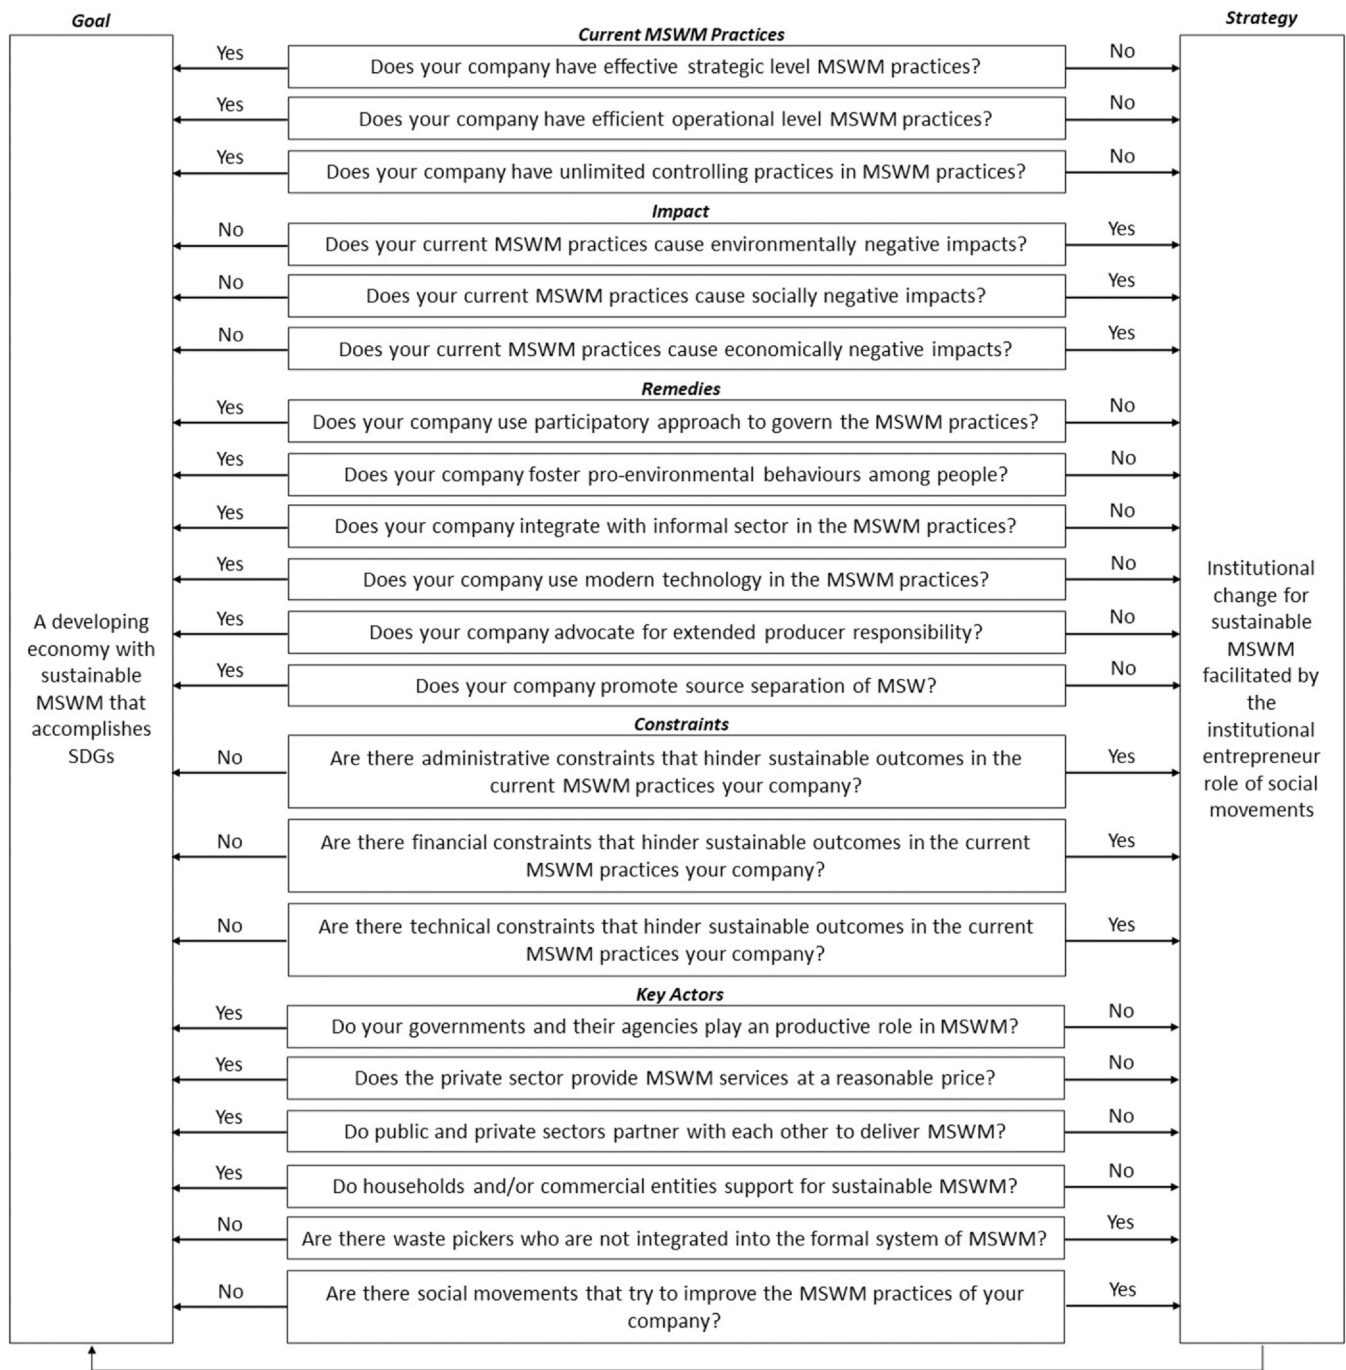 Goal
Strategy
Current MSWM Practices
Yes
Does your company have effective strategic level MSWM practices?
No
Yes
Does your company have efficient operational level MSWM practices?
No
Yes
Does your company have unlimited controlling practices in MSWM practices?
No
Impact
No
Does your current MSWM practices cause environmentally negative impacts?
Yes
No
Does your current MSWM practices cause socially negative impacts?
Yes
No
Does your current MSWM practices cause economically negative impacts?
Yes
Remedies
Yes
Does your company use participatory approach to govern the MSWM practices?
No
Yes
Does your company foster pro-environmental behaviours among people?
No
Yes
Does your company integrate with informal sector in the MSWM practices?
No
Yes
Does your company use modern technology in the MSWM practices?
No
Yes
Does your company advocate for extended producer responsibility?
No
Yes
Does your company promote source separation of MSW?
No
Constraints
No
Are there administrative constraints that hinder sustainable outcomes in the
current MSWM practices your company?
Yes
No
Are there financial constraints that hinder sustainable outcomes in the current
MSWM practices your company?
Yes
No
Are there technical constraints that hinder sustainable outcomes in the current
MSWM practices your company?
Yes
Key Actors
Yes
Do your governments and their agencies play an productive role in MSWM?
No
Yes
Does the private sector provide MSWM services at a reasonable price?
No
Yes
Do public and private sectors partner with each other to deliver MSWM?
No
Yes
Do households and/or commercial entities support for sustainable MSWM?
No
No
Are there waste pickers who are not integrated into the formal system of MSWM?
Yes
No
Are there social movements that try to improve the MSWM practices of your
company?
Yes
A developing
economy with
sustainable
MSWM that
accomplishes
SDGs
Institutional
change for
sustainable
MSWM
facilitated by
the
institutional
entrepreneur
role of social
movements